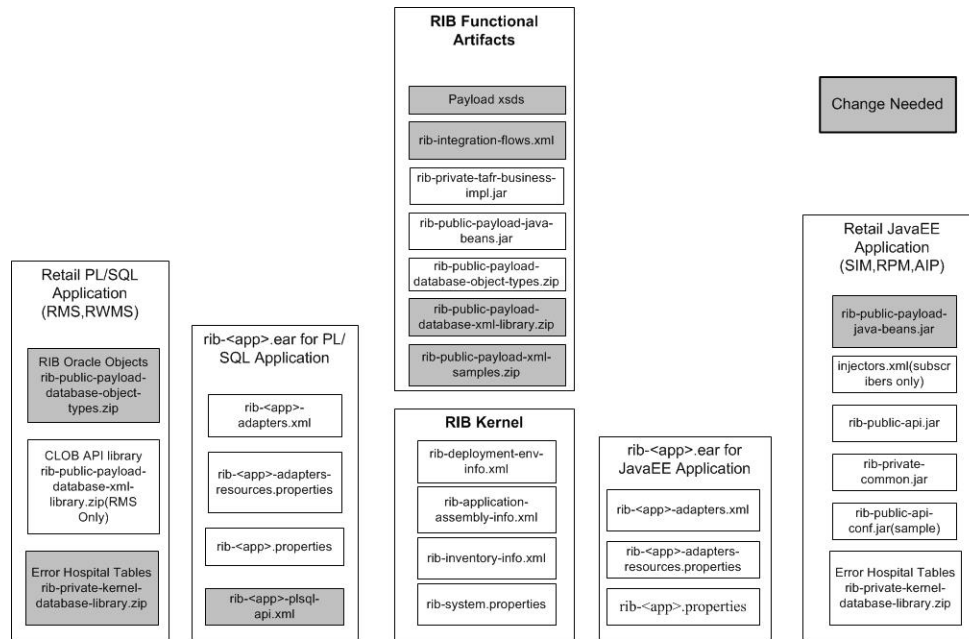 RIB Functional
Artifacts
Payload xsds
rib-integration-flows.xml
rib-private-tafr-business-
impl.jar
rib-public-payload-java-
beans.jar
rib-public-payload-
database-object-types.zip
rib-public-payload-
database-xml-library.zip
rib-public-payload-xml-
samples.zip
Change Needed
Retail PL/SQL
Application
(RMS,RWMS)
RIB Oracle Objects
rib-public-payload-
database-object-
types.zip
CLOB API library
rib-public-payload-
database-xml-
library.zip(RMS
Only)
Error Hospital Tables
rib-private-kernel-
database-library.zip
rib-<app>.ear for PL/
SQL Application
rib-<app>-
adapters.xml
rib-<app>-adapters-
resources.properties
rib-<app>.properties
rib-<app>-plsql-
api.xml
RIB Kernel
rib-deployment-env-
info.xml
rib-application-
assembly-info.xml
rib-inventory-info.xml
rib-system.properties
rib-<app>.ear for
JavaEE Application
rib-<app>-adapters.xml
rib-<app>-adapters-
resources.properties
rib-<app>.properties
Retail JavaEE
Application
(SIM,RPM,AIP)
rib-public-payload-
java-beans.jar
injectors.xml(subscr
ibers only)
rib-public-api.jar
rib-private-
common.jar
rib-public-api-
conf.jar(sample)
Error Hospital Tables
rib-private-kernel-
database-library.zip